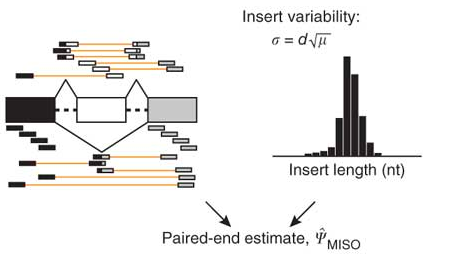 Insert variability:
σ = d√μ
Insert length (nt)
Paired-end estimate, Ψ̂MISO